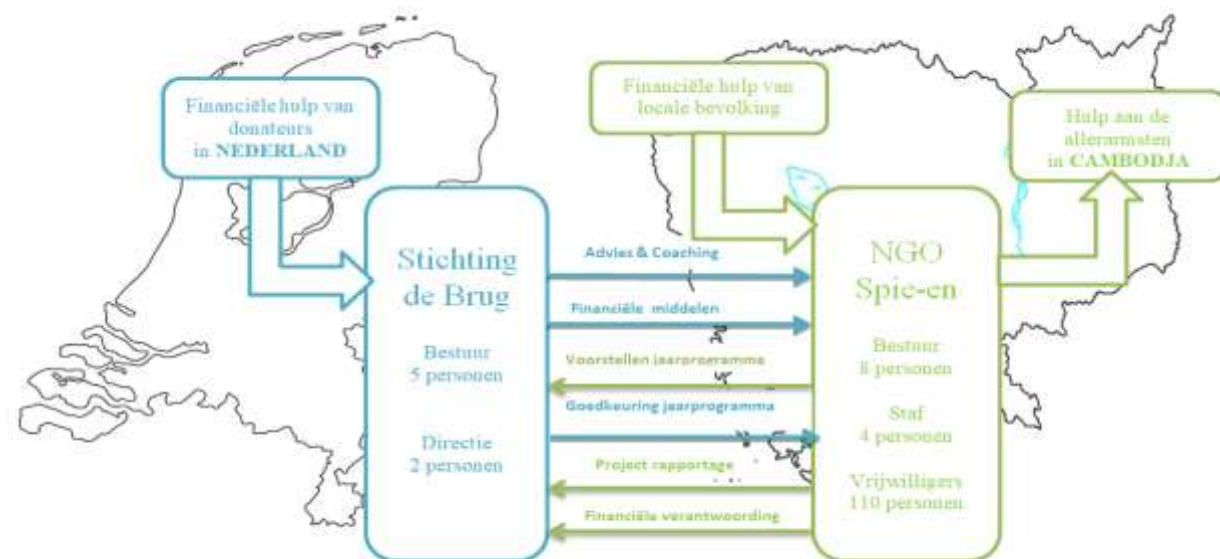 Financiële hulp van
donateurs
in NEDERLAND
Financiële hulp van
locale bevolking
Hulp aan de
allerarmsten
in CAMBODJA
Stichting
de Brug
Bestuur
5 personen
Directie
2 personen
Advies & Coaching
Financiële middelen
Voorstellen jaarprogramma
Goedkeuring jaarprogramma
Project rapportage
Financiële verantwoording
NGO
Spie-en
Bestuur
8 personen
Staf
4 personen
Vrijwilligers
110 personen